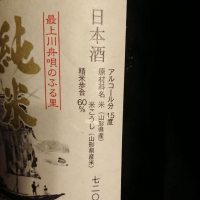 日本酒
アルコール分 15度
原材料名 米(山形県産)
米こうじ(山形県産米)
精米歩合 60%
七二〇
最上川舟唄のふる里
純米